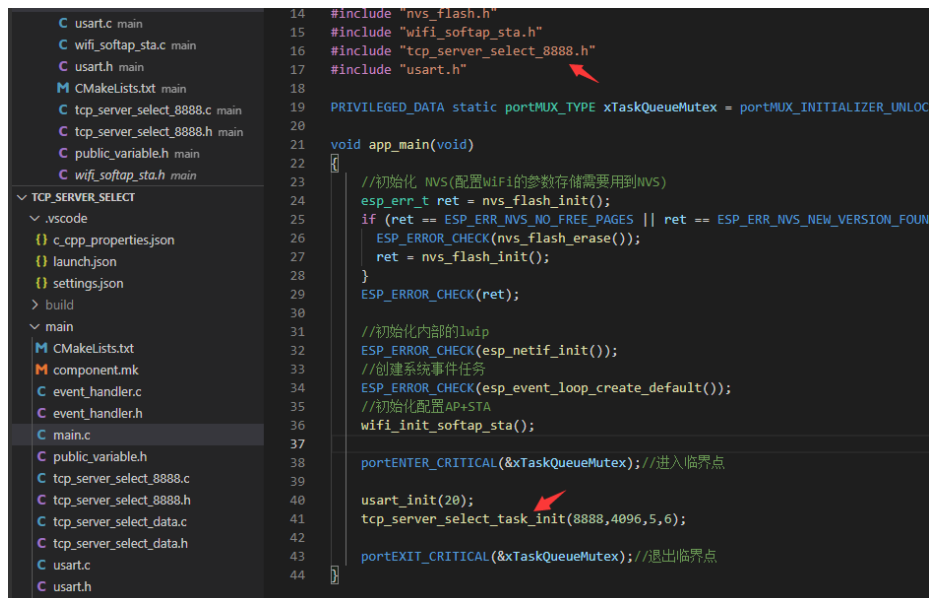 usart.c main
wifi_softap_sta.c main
usart.h main
CMakeLists.txt main
tcp_server_select_8888.c main
tcp_server_select_8888.h main
public_variable.h main
wifi_softap_sta.h main
TCP_SERVER_SELECT
.vscode
c_cpp_properties.json
launch.json
settings.json
build
main
CMakeLists.txt
component.mk
event_handler.c
event_handler.h
main.c
public_variable.h
tcp_server_select_8888.c
tcp_server_select_8888.h
tcp_server_select_data.c
tcp_server_select_data.h
usart.c
usart.h
14 #include "nvs_flash.h"
15 #include "wifi_softap_sta.h"
16 #include "tcp_server_select_8888.h"
17 #include "usart.h"
18
19 PRIVILEGED_DATA static portMUX_TYPE xTaskQueueMutex = portMUX_INITIALIZER_UNLOC
20
21 void app_main(void)
22 {
23 //初始化 NVS(配置WiFi的参数存储需要用到NVS)
24 esp_err_t ret = nvs_flash_init();
25 if (ret == ESP_ERR_NVS_NO_FREE_PAGES || ret == ESP_ERR_NVS_NEW_VERSION_FOUN
26 ESP_ERROR_CHECK(nvs_flash_erase());
27 ret = nvs_flash_init();
28 }
29 ESP_ERROR_CHECK(ret);
30
31 //初始化内部的lwip
32 ESP_ERROR_CHECK(esp_netif_init());
33 //创建系统事件任务
34 ESP_ERROR_CHECK(esp_event_loop_create_default());
35 //初始化配置AP+STA
36 wifi_init_softap_sta();
37
38 portENTER_CRITICAL(&xTaskQueueMutex);//进入临界点
39
40 usart_init(20);
41 tcp_server_select_task_init(8888,4096,5,6);
42
43 portEXIT_CRITICAL(&xTaskQueueMutex);//退出临界点
44 }